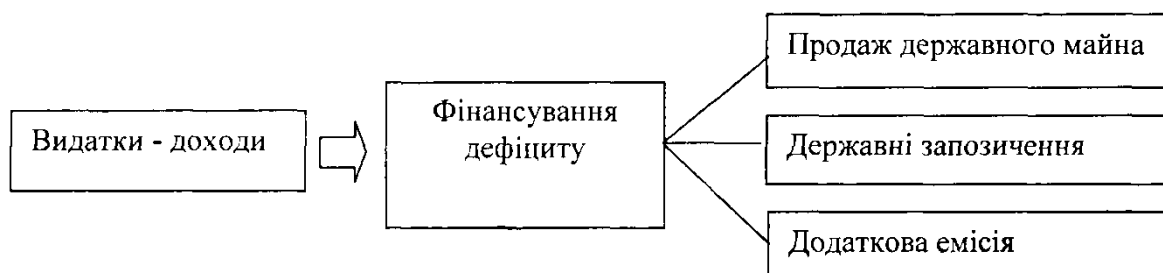 Видатки - доходи
Фінансування
дефіциту
Продаж державного майна
Державні запозичення
Додаткова емісія